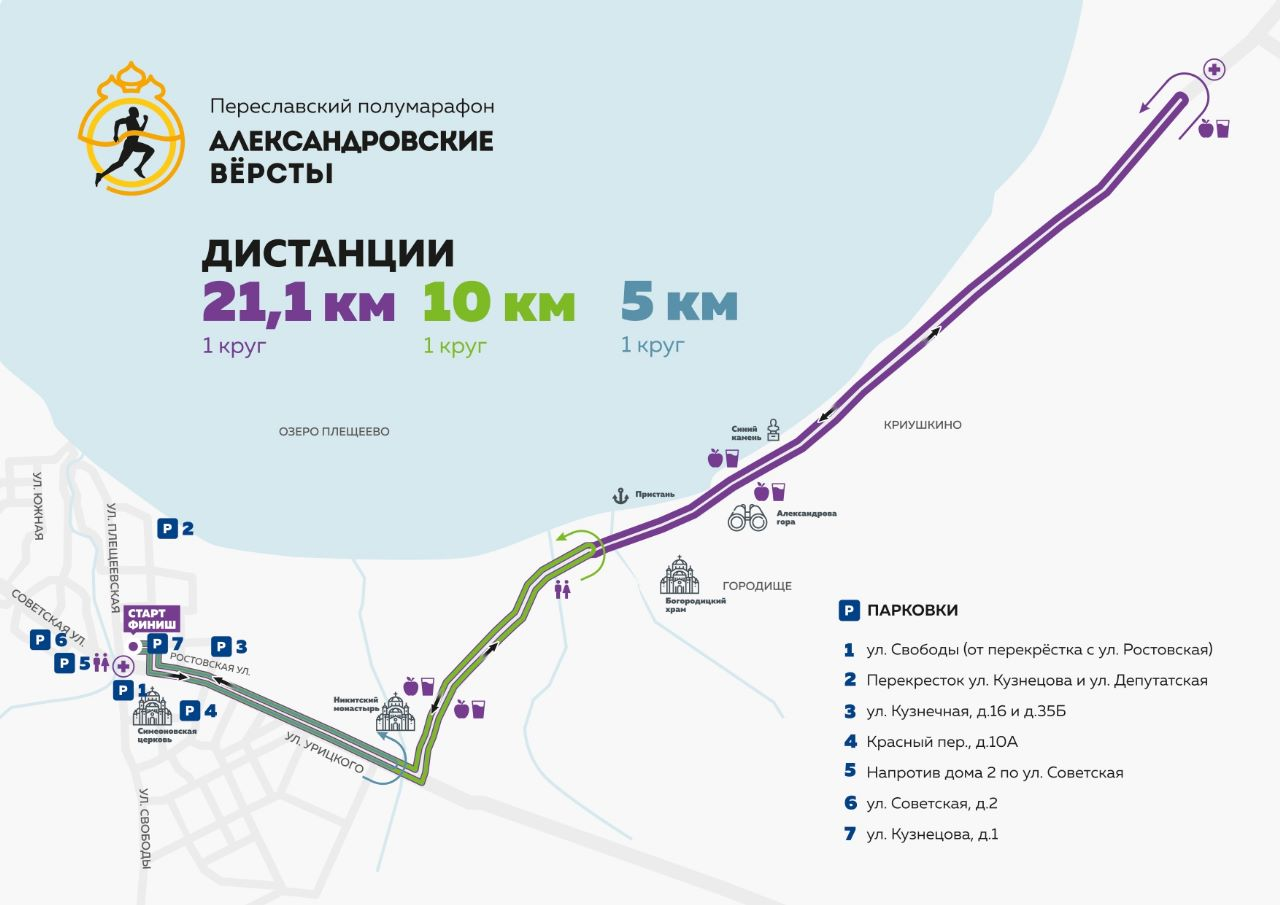 Переславский полумарафон
АЛЕКСАНДРОВСКИЕ
ВЁРСТЫ
ДИСТАНЦИИ
21,1 км 10 км 5 км
1 круг 1 круг 1 круг
ОЗЕРО ПЛЕЩЕЕВО
КРИУШКИНО
Синий
камень
Пристань
Александрова
гора
ГОРОДИЩЕ
Богородицкий
храм
УЛ. ЮЖНАЯ
УЛ. ПЛЕЩЕЕВСКАЯ
P 2
СОВЕТСКАЯ УЛ.
СТАРТ
ФИНИШ
P 6
P 7
P 3
P 5
РОСТОВСКАЯ УЛ.
P 1
P 4
Симеоновская
церковь
Никитский
монастырь
УЛ. УРИЦКОГО
УЛ. СВОБОДЫ
P ПАРКОВКИ
1 ул. Свободы (от перекрёстка с ул. Ростовская)
2 Перекресток ул. Кузнецова и ул. Депутатская
3 ул. Кузнечная, д.16 и д.35Б
4 Красный пер., д.10А
5 Напротив дома 2 по ул. Советская
6 ул. Советская, д.2
7 ул. Кузнецова, д.1